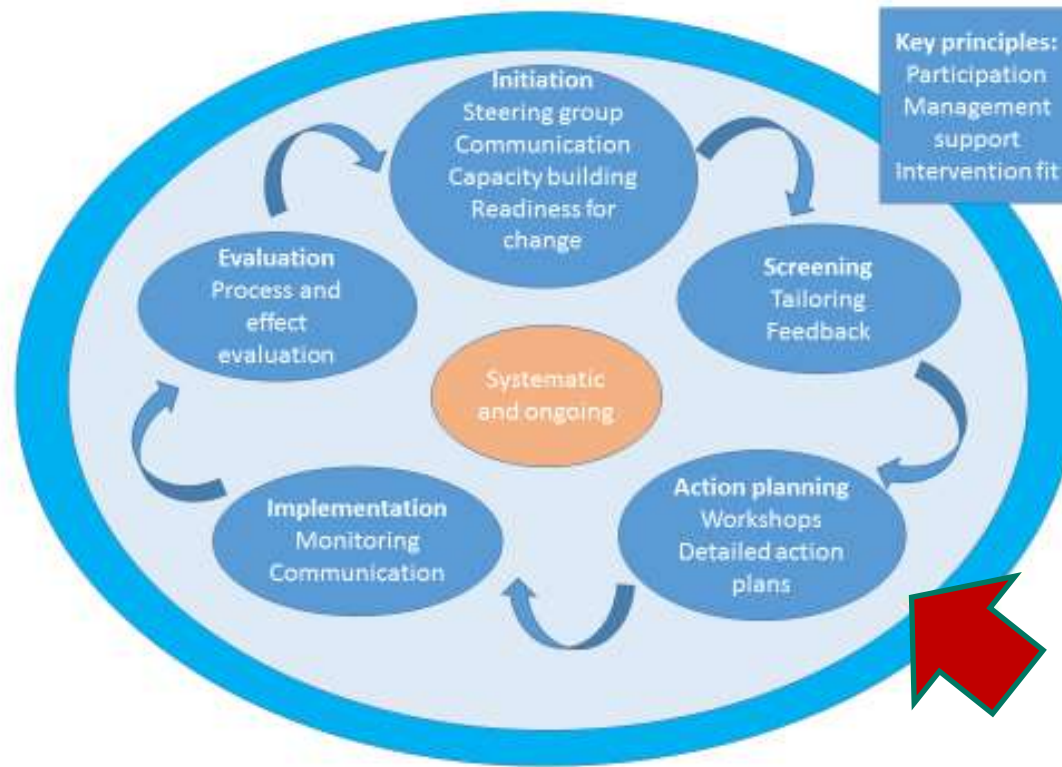 Key principles:
Participation
Management
support
Intervention fit
Initiation
Steering group
Communication
Capacity building
Readiness for
change
Screening
Tailoring
Feedback
Action planning
Workshops
Detailed action
plans
Implementation
Monitoring
Communication
Evaluation
Process and
effect
evaluation
Systematic
and ongoing